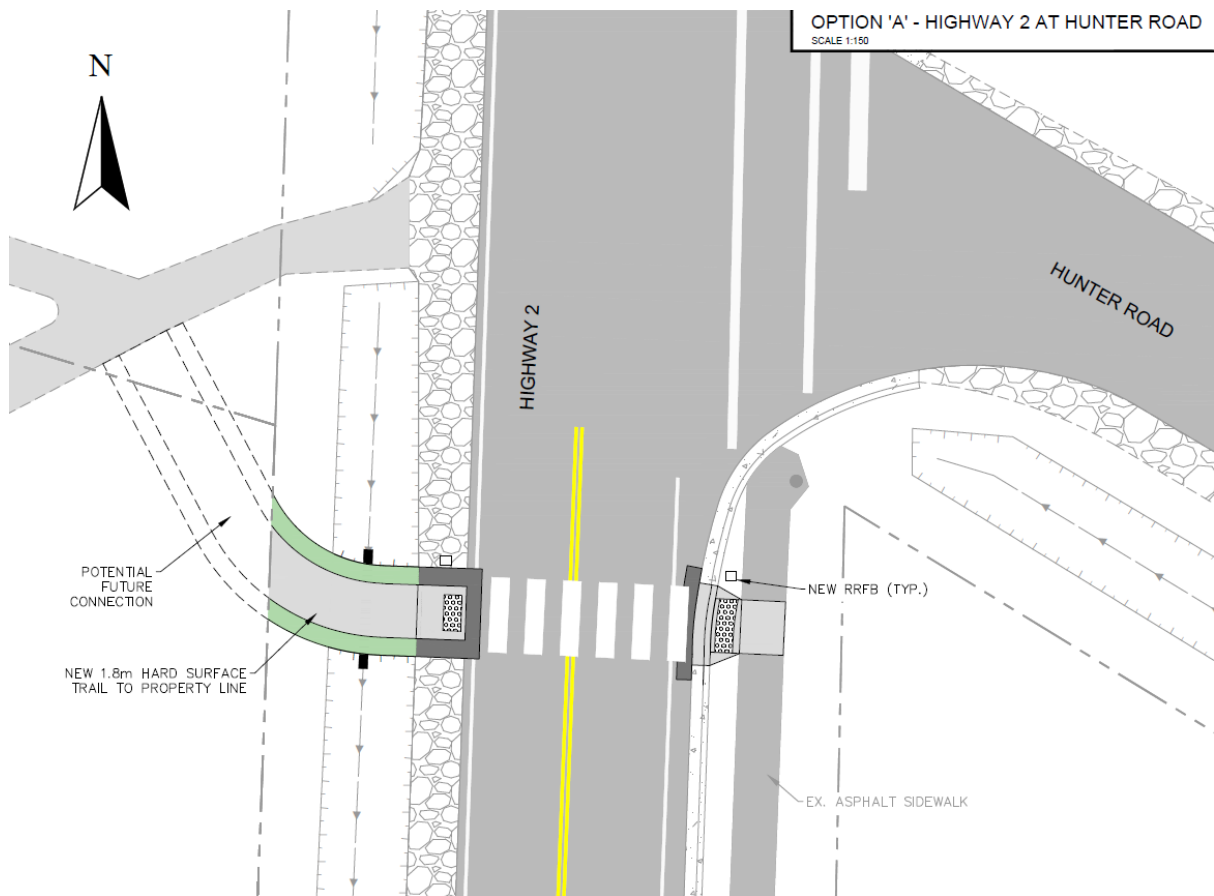 OPTION 'A' - HIGHWAY 2 AT HUNTER ROAD
SCALE 1:150
N
HUNTER ROAD
HIGHWAY 2
POTENTIAL
FUTURE
CONNECTION
NEW RRFB (TYP.)
NEW 1.8m HARD SURFACE
TRAIL TO PROPERTY LINE
EX. ASPHALT SIDEWALK